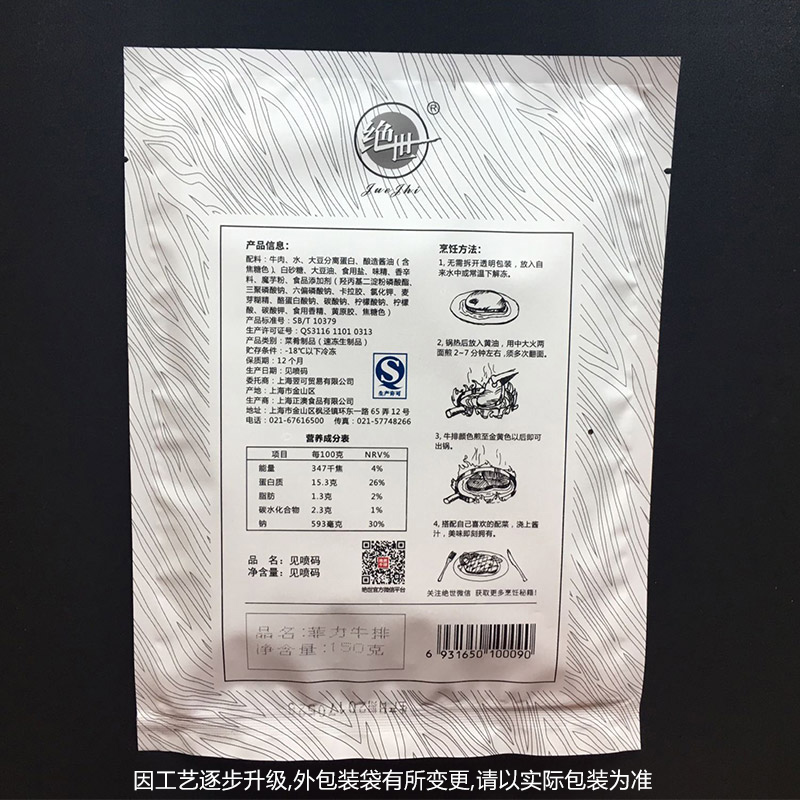 绝世
®
JueShi
产品信息：
配料：牛肉、水、大豆分离蛋白、酿造酱油（含
焦糖色）、白砂糖、大豆油、食用盐、味精、香辛
料、魔芋粉、食品添加剂（羟丙基二淀粉磷酸酯、
三聚磷酸钠、六偏磷酸钠、卡拉胶、氯化钾、麦
芽糊精、酪蛋白酸钠、碳酸钠、柠檬酸钠、柠檬
酸、碳酸钾、食用香精、黄原胶、焦糖色）
产品标准号：SB/T 10379
生产许可证号：QS3116 1101 0313
产品类别：菜肴制品（速冻生制品）
贮存条件：-18℃以下冷冻
保质期：12个月
生产日期：见喷码
委托商：上海翌可贸易有限公司
产地：上海市金山区
生产商：上海正澳食品有限公司
地址：上海市金山区枫泾镇环东一路 65 弄 12 号
电话：021-67616500 传真：021-57748266
生产许可
营养成分表
项目 每100克 NRV%
能量 347千焦 4%
蛋白质 15.3克 26%
脂肪 1.3克 2%
碳水化合物 2.3克 1%
钠 593毫克 30%
品 名：见喷码
净含量：见喷码
绝世官方微信平台
品名:菲力牛排
净含量:150克
烹饪方法：
1, 无需拆开透明包装，放入自
来水中或常温下解冻。
2, 锅热后放入黄油，用中大火两
面煎 2~7 分钟左右，须多次翻面。
3, 牛排颜色煎至金黄色以后即可
出锅。
4, 搭配自己喜欢的配菜，浇上酱
汁，美味即刻拥有。
关注绝世微信 获取更多烹饪秘籍！
6 931650 100090
因工艺逐步升级,外包装袋有所变更,请以实际包装为准